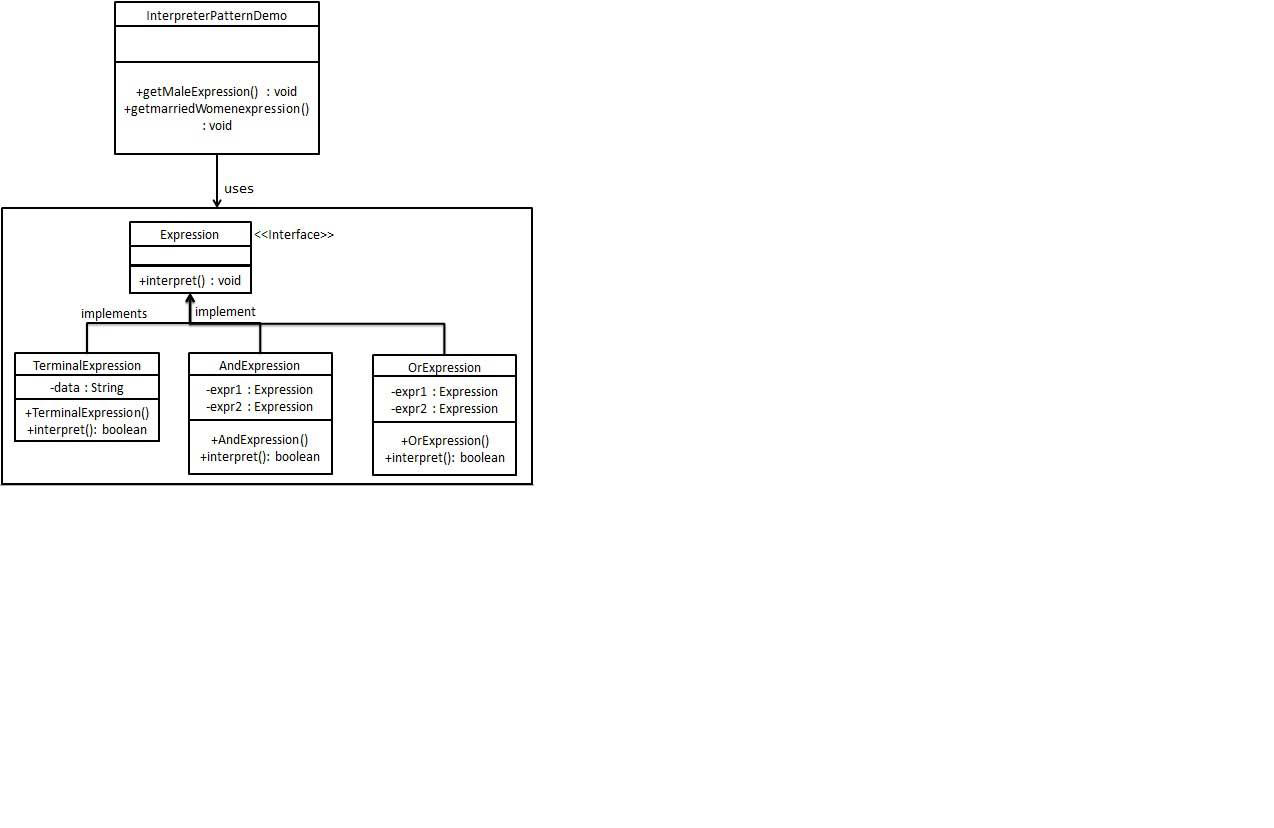 InterpreterPatternDemo
+getMaleExpression() : void
+getmarriedWomenexpression()
: void
uses
Expression
<<Interface>>
+interpret() : void
implements
implement
TerminalExpression
-data : String
+TerminalExpression()
+interpret(): boolean
AndExpression
-expr1 : Expression
-expr2 : Expression
+AndExpression()
+interpret(): boolean
OrExpression
-expr1 : Expression
-expr2 : Expression
+OrExpression()
+interpret(): boolean